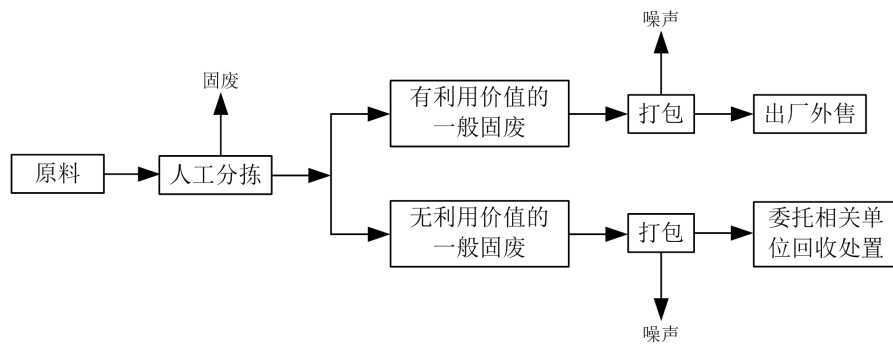 噪声
固废
有利用价值的
一般固废
打包
出厂外售
原料
人工分拣
无利用价值的
一般固废
打包
委托相关单
位回收处置
噪声